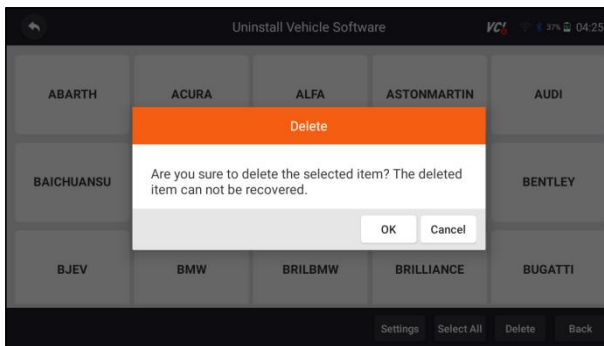 Uninstall Vehicle Software VCI 37% 04:25
ABARTH ACURA ALFA ASTONMARTIN AUDI
Delete
Are you sure to delete the selected item? The deleted
item can not be recovered.
BAICHUANSU BENTLEY
OK Cancel
BJEV BMW BRILBMW BRILLIANCE BUGATTI
Settings Select All Delete Back